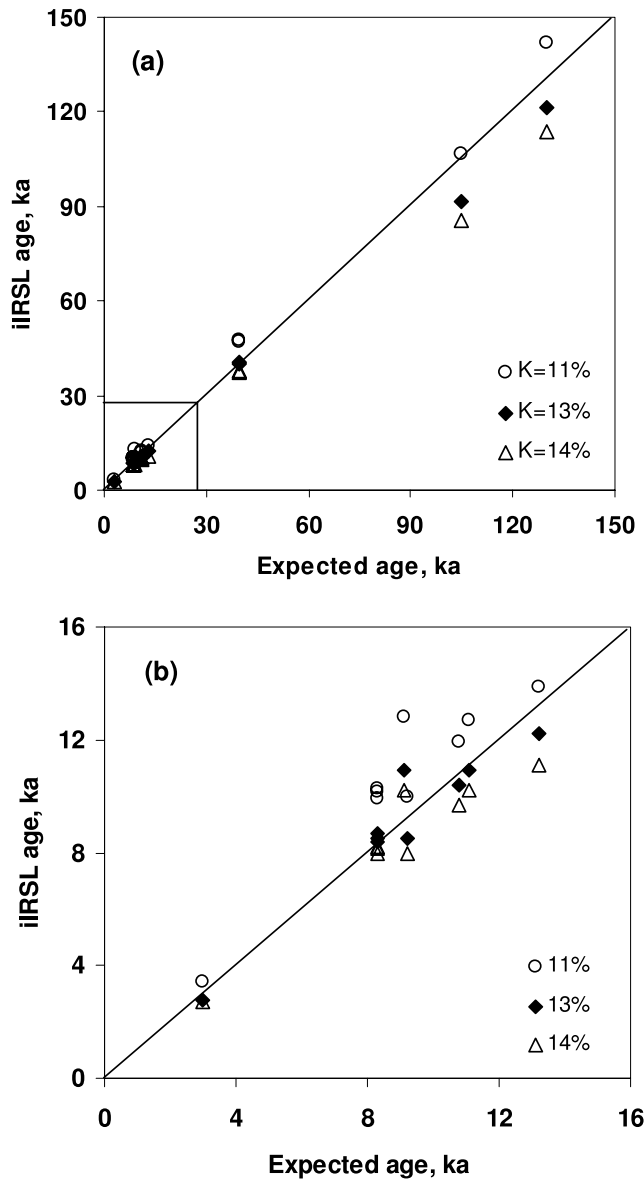 150
(a)
120
90
60
30
0
iIRSL age, ka
K=11%
K=13%
K=14%
0 30 60 90 120 150
Expected age, ka
16
(b)
12
8
4
0
iIRSL age, ka
11%
13%
14%
0 4 8 12 16
Expected age, ka